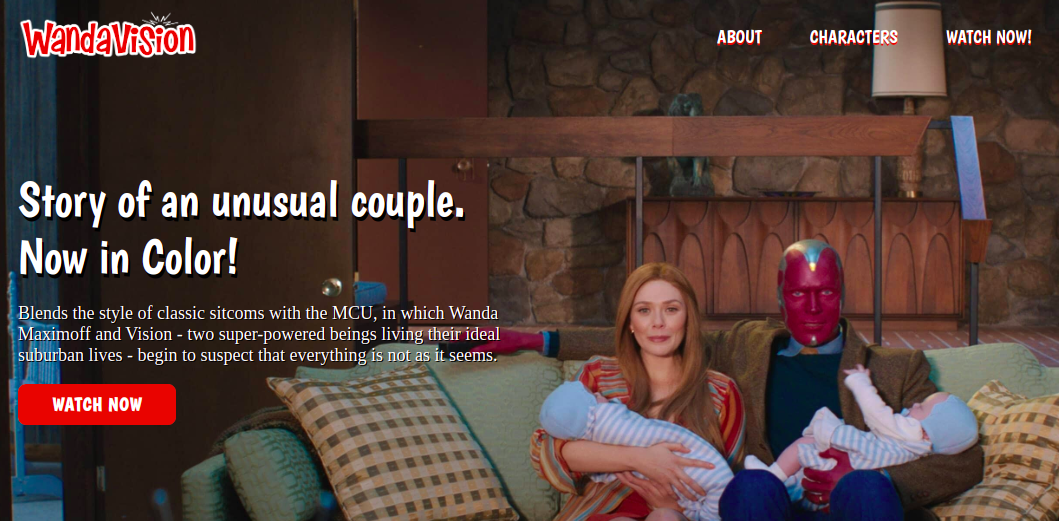 WandaVision
ABOUT
CHARACTERS
WATCH NOW!
Story of an unusual couple.
Now in Color!
Blends the style of classic sitcoms with the MCU, in which Wanda
Maximoff and Vision - two super-powered beings living their ideal
suburban lives - begin to suspect that everything is not as it seems.
WATCH NOW